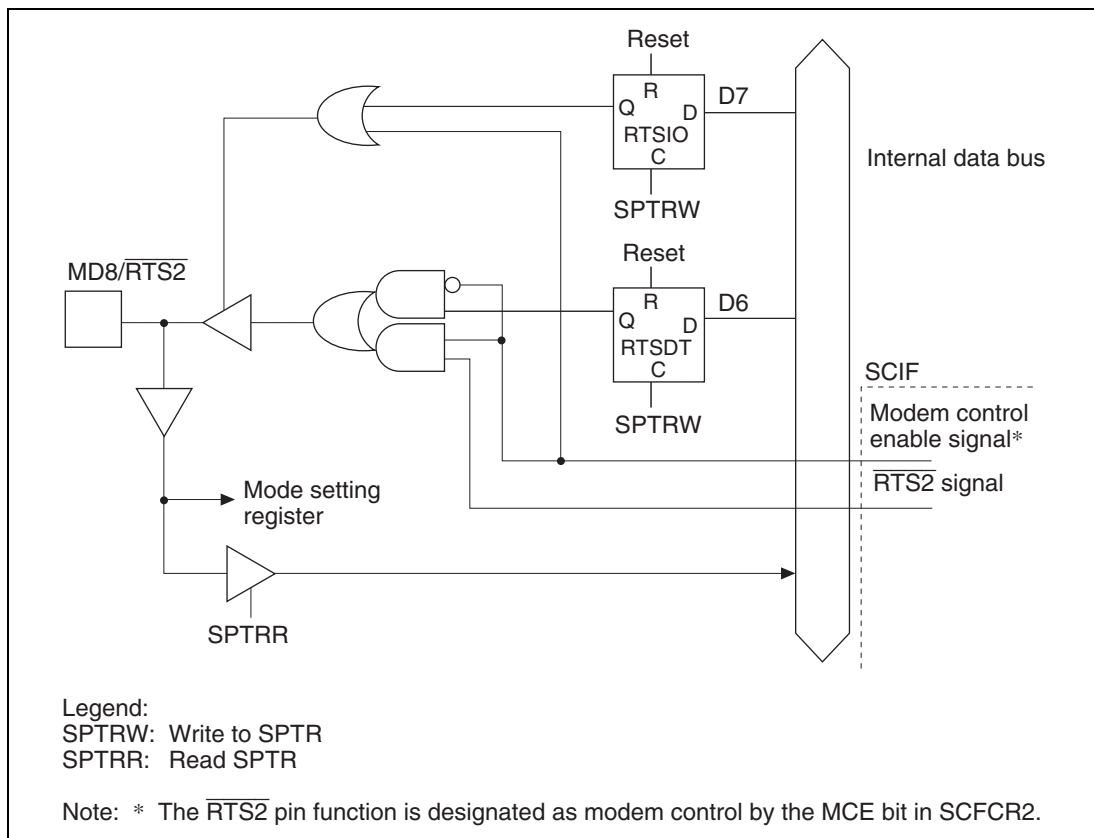 Reset
R
Q
D
D7
RTSIO
C
SPTRW
Internal data bus
Reset
MD8/RTS2
R
Q
D
D6
RTSDT
C
SPTRW
SCIF
Modem control
enable signal*
RTS2 signal
Mode setting
register
SPTRR
Legend:
SPTRW: Write to SPTR
SPTRR: Read SPTR
Note: * The RTS2 pin function is designated as modem control by the MCE bit in SCFCR2.